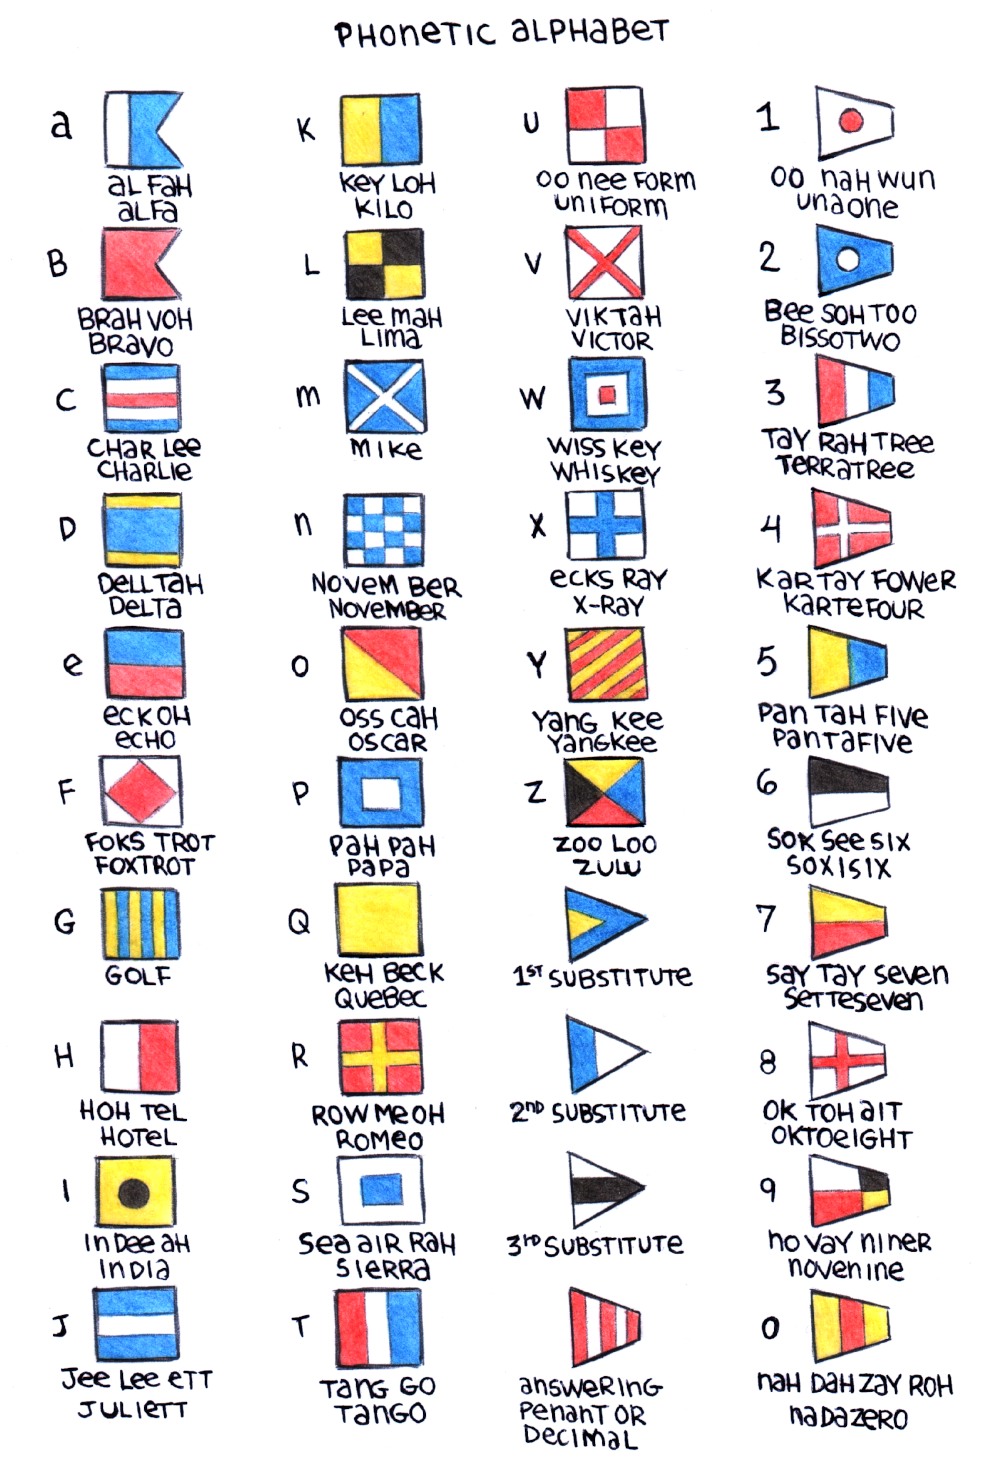 PHONETIC ALPHABET
A
AL FAH
ALFA
B
BRAH VOH
BRAVO
C
CHAR LEE
CHARLIE
D
DELL TAH
DELTA
E
ECK OH
ECHO
F
FOKS TROT
FOXTROT
G
GOLF
H
HOH TEL
HOTEL
I
IN DEE AH
INDIA
J
JEE LEE ETT
JULIETT
K
KEY LOH
KILO
L
LEE MAH
LIMA
M
MIKE
N
NOVEM BER
NOVEMBER
O
OSS CAH
OSCAR
P
PAH PAH
PAPA
Q
KEH BECK
QUEBEC
R
ROW ME OH
ROMEO
S
SEA AIR RAH
SIERRA
T
TANG GO
TANGO
U
OO NEE FORM
UNIFORM
V
VIK TAH
VICTOR
W
WISS KEY
WHISKEY
X
ECKS RAY
X-RAY
Y
YANG KEE
YANGKEE
Z
ZOO LOO
ZULU
1ST SUBSTITUTE
2ND SUBSTITUTE
3RD SUBSTITUTE
ANSWERING
PENANT OR
DECIMAL
1
OO NAH WUN
UNAONE
2
BEE SOH TOO
BISSOTWO
3
TAY RAH TREE
TERRATREE
4
KAR TAY FOWER
KARTEFOUR
5
PAN TAH FIVE
PANTAFIVE
6
SOK SEE SIX
SOXISIX
7
SAY TAY SEVEN
SETTESEVEN
8
OK TOH AIT
OKTOEIGHT
9
NO VAY NINER
NOVENINE
0
NAH DAH ZAY ROH
NADAZERO